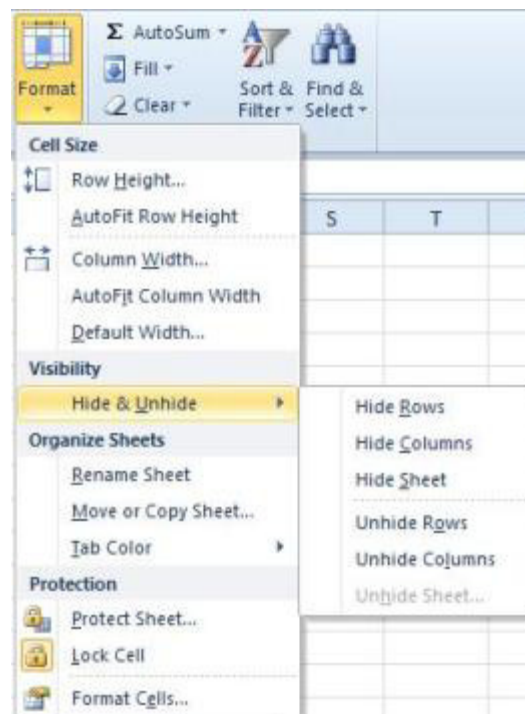 Format
Σ AutoSum
Fill
Clear
Sort &
Filter
Find &
Select
Cell Size
Row Height...
AutoFit Row Height
S T
Column Width...
AutoFit Column Width
Default Width...
Visibility
Hide & Unhide
Hide Rows
Hide Columns
Hide Sheet
Unhide Rows
Unhide Columns
Unhide Sheet...
Organize Sheets
Rename Sheet
Move or Copy Sheet...
Tab Color
Protection
Protect Sheet...
Lock Cell
Format Cells...